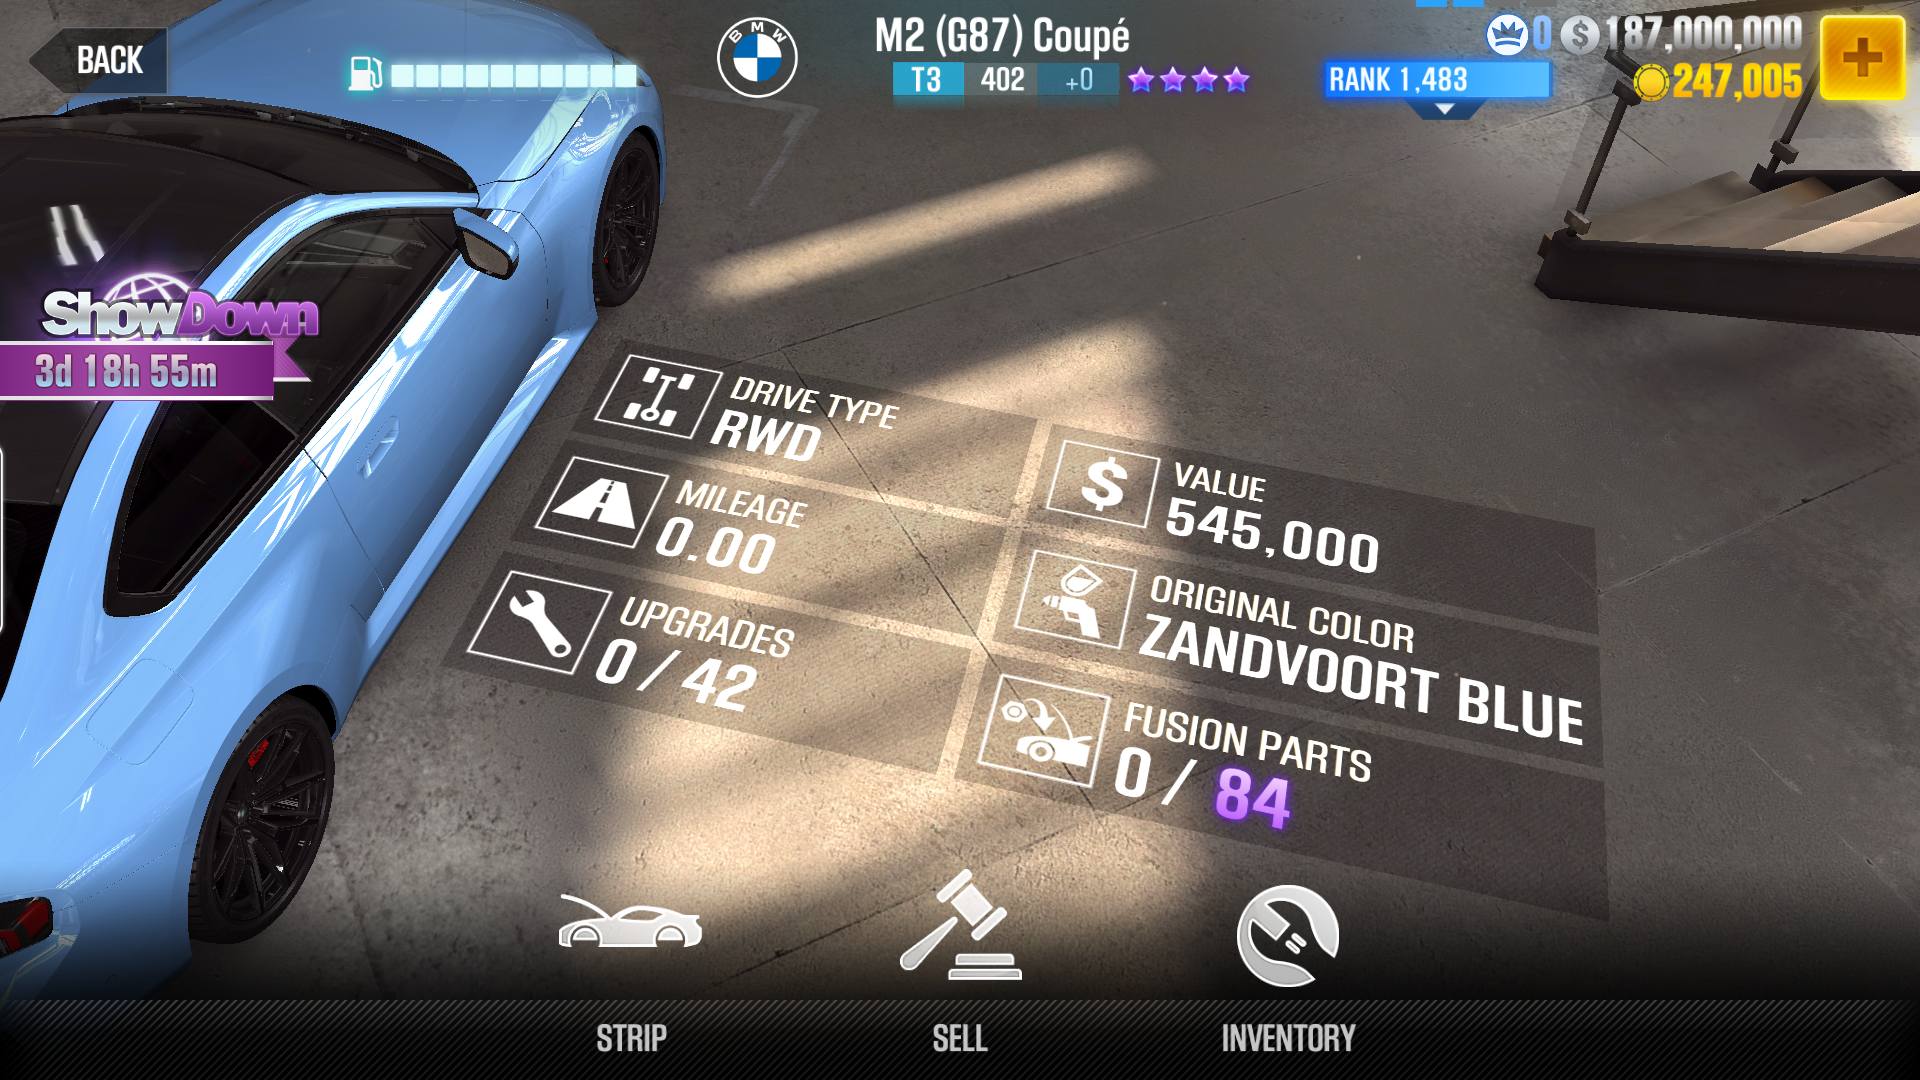 BACK
BMW
M2 (G87) Coupé
T3 402 +0
RANK 1,483
0
187,000,000
247,005
ShowDown
3d 18h 55m
DRIVE TYPE
RWD
MILEAGE
0.00
UPGRADES
0 / 42
VALUE
545,000
ORIGINAL COLOR
ZANDVOORT BLUE
FUSION PARTS
0 / 84
STRIP
SELL
INVENTORY